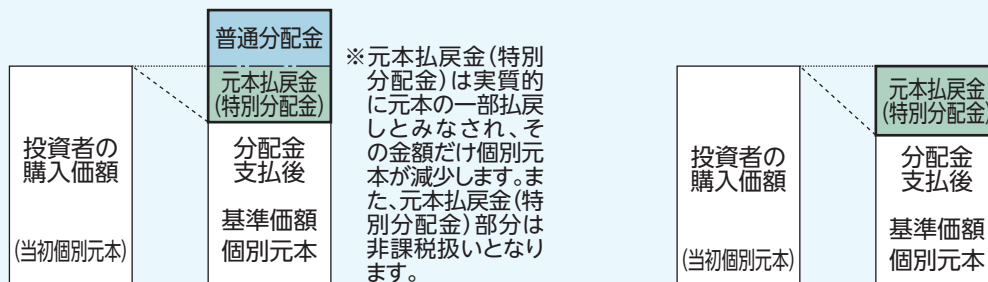 普通分配金
元本払戻金
(特別分配金)
投資者の
購入価額
(当初個別元本)
分配金
支払後
基準価額
個別元本
※元本払戻金(特別
分配金)は実質的
に元本の一部払戻
しとみなされ、そ
の金額だけ個別元
本が減少します。ま
た、元本払戻金(特
別分配金)部分は
非課税扱いとなり
ます。
投資者の
購入価額
(当初個別元本)
元本払戻金
(特別分配金)
分配金
支払後
基準価額
個別元本